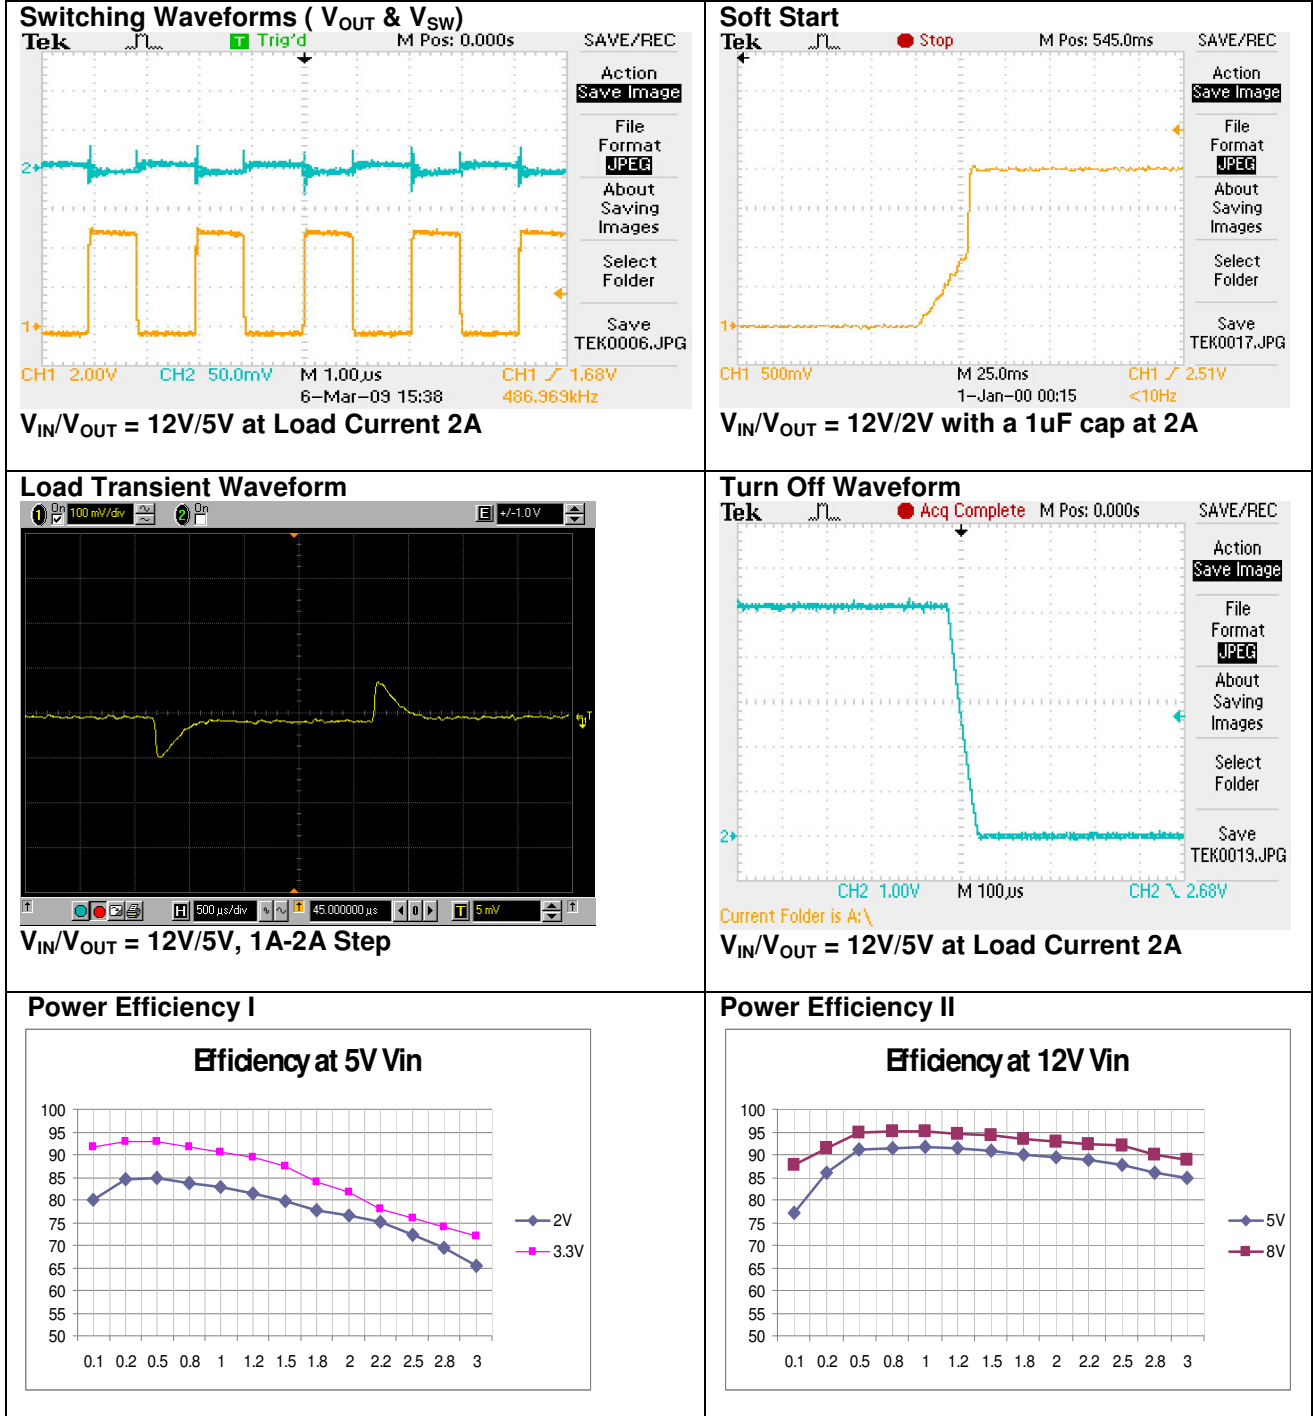 Switching Waveforms ( VOUT & VSW)
Tek T Trig'd M Pos: 0.000s SAVE/REC
Action
Save Image
File
Format
JPEG
About
Saving
Images
Select
Folder
Save
TEK0006.JPG
2
1
CH1 2.00V CH2 50.0mV M 1.00µs CH1 1.68V
6-Mar-09 15:38 486.969kHz
VIN/VOUT = 12V/5V at Load Current 2A
Soft Start
Tek Stop M Pos: 545.0ms SAVE/REC
Action
Save Image
File
Format
JPEG
About
Saving
Images
Select
Folder
Save
TEK0017.JPG
1
CH1 500mV M 25.0ms CH1 2.51V
1-Jan-00 00:15 <10Hz
VIN/VOUT = 12V/2V with a 1uF cap at 2A
Load Transient Waveform
1 On 100 mV/div 2 On E +/-1.0 V
T
H 500 µs/div 45.000000 µs 0 T 5 mV
VIN/VOUT = 12V/5V, 1A-2A Step
Turn Off Waveform
Tek Acq Complete M Pos: 0.000s SAVE/REC
Action
Save Image
File
Format
JPEG
About
Saving
Images
Select
Folder
Save
TEK0019.JPG
2
CH2 1.00V M 100µs CH2 2.68V
Current Folder is A:\
VIN/VOUT = 12V/5V at Load Current 2A
Power Efficiency I
Efficiency at 5V Vin
100
95
90
85
80
75
70
65
60
55
50
0.1 0.2 0.5 0.8 1 1.2 1.5 1.8 2 2.2 2.5 2.8 3
2V
3.3V
Power Efficiency II
Efficiency at 12V Vin
100
95
90
85
80
75
70
65
60
55
50
0.1 0.2 0.5 0.8 1 1.2 1.5 1.8 2 2.2 2.5 2.8 3
5V
8V